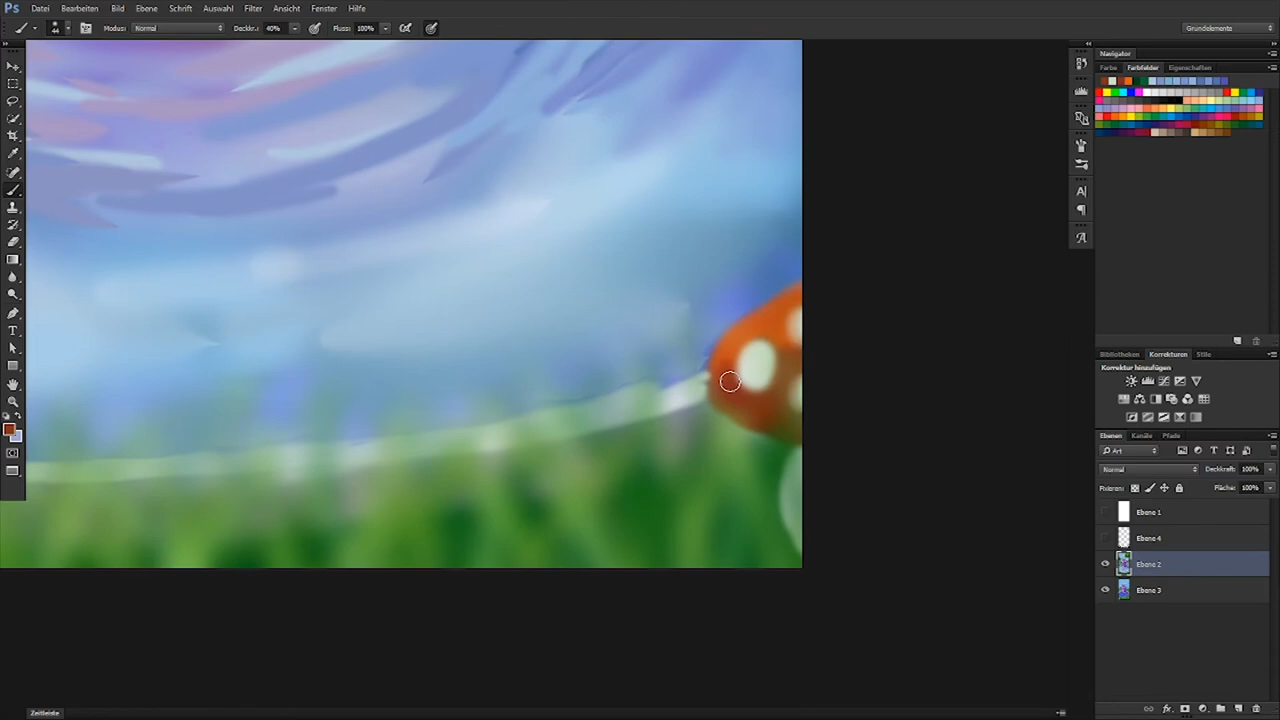 Ps Datei Bearbeiten Bild Ebene Schrift Auswahl Filter Ansicht Fenster Hilfe
44 Modus: Normal Deckkr.: 40% Fluss: 100% Grundelemente
Navigator
Farbe Farbfelder Eigenschaften
Bibliotheken Korrekturen Stile
Korrektur hinzufügen
Ebenen Kanäle Pfade
Art
Normal Deckkraft: 100%
Fixieren: Fläche: 100%
Ebene 1
Ebene 4
Ebene 2
Ebene 3
Zeitleiste